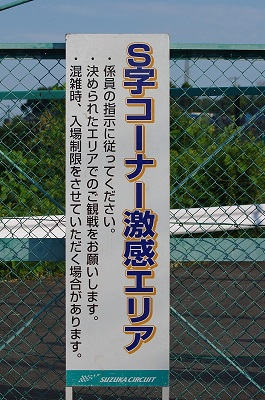 S字コーナー激感エリア
・係員の指示に従ってください。
・決められたエリアでのご観戦をお願いします。
・混雑時、入場制限をさせていただく場合があります。
SUZUKA CIRCUIT